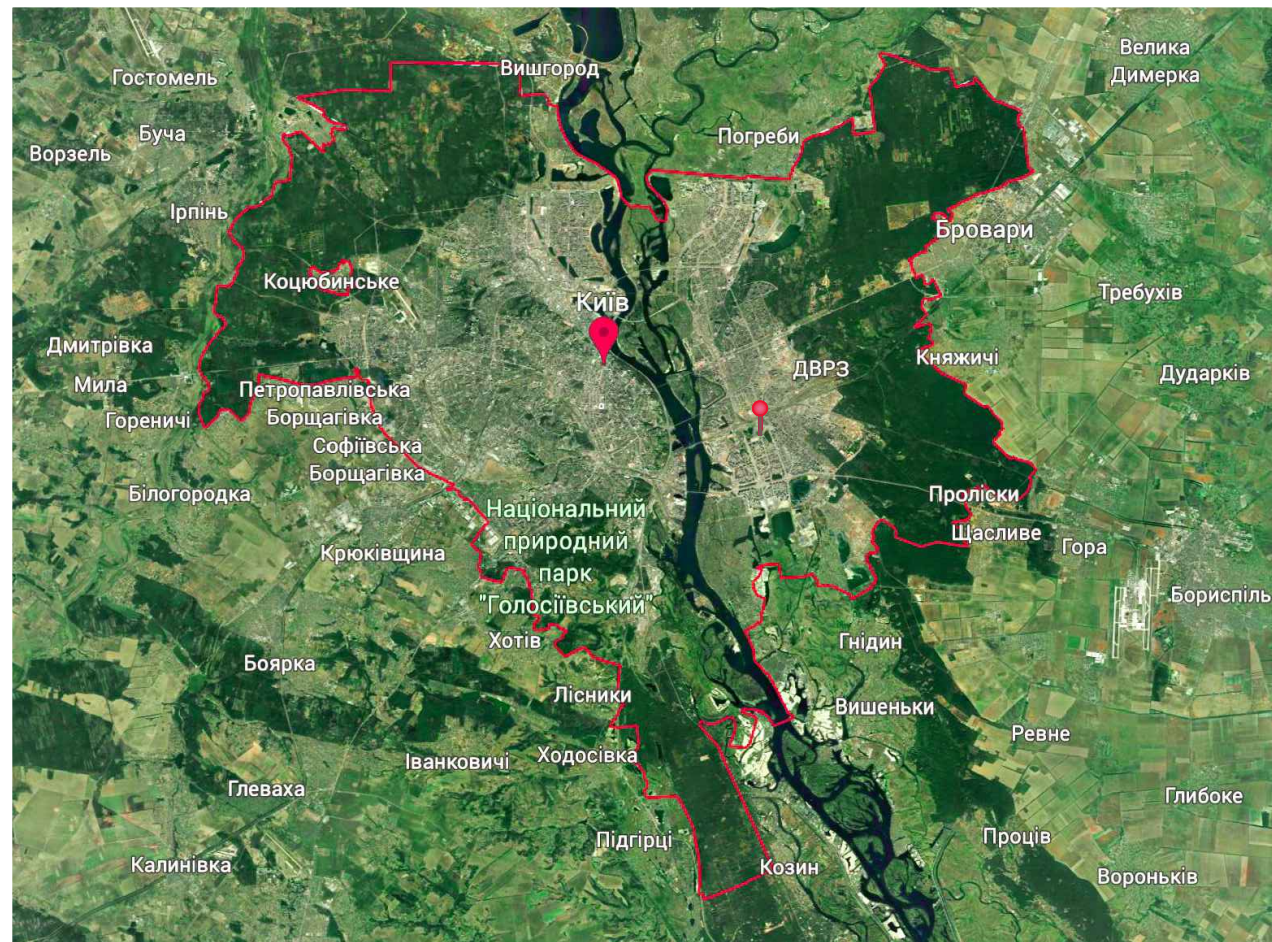 Велика
Димерка
Вишгород
Гостомель
Буча
Погреби
Ворзель
Ірпінь
Бровари
Коцюбинське
Требухів
Київ
Дмитрівка
Княжичі
ДВРЗ
Дударків
Мила
Петропавлівська
Борщагівка
Гореничі
Софіївська
Борщагівка
Білогородка
Проліски
Національний
природний
парк
"Голосіївський"
Щасливе
Гора
Крюківщина
Бориспіль
Хотів
Гнідин
Боярка
Лісники
Вишеньки
Ревне
Ходосівка
Іванковичі
Глеваха
Глибоке
Підгірці
Проців
Калинівка
Козин
Вороньків